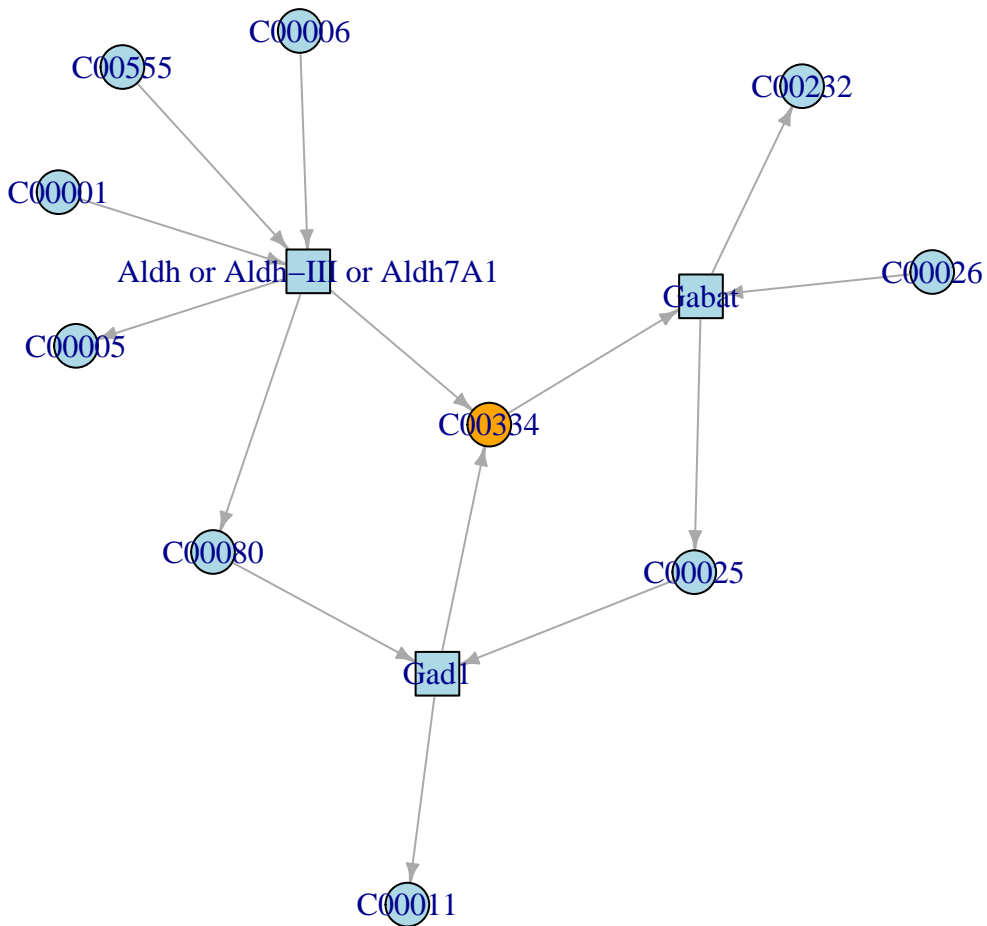 C00006
C00555
C00232
C00001
Aldh or Aldh−III or Aldh7A1
C00026
Gabat
C00005
C00334
C00080
C00025
Gad1
C00011